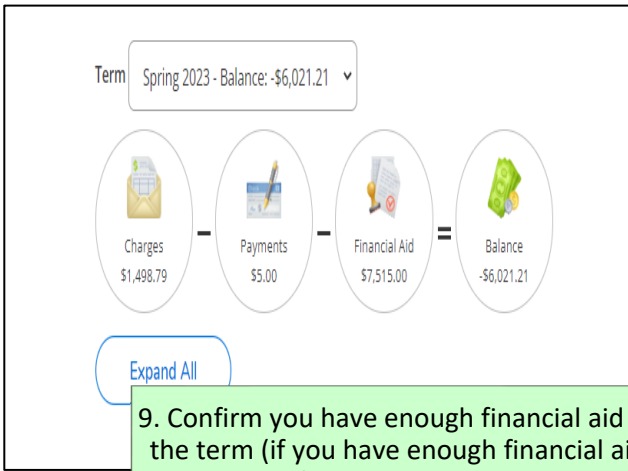 Term Spring 2023 - Balance: -$6,021.21
Charges Payments Financial Aid Balance
$1,498.79 $5.00 $7,515.00 -$6,021.21
Expand All
9. Confirm you have enough financial aid
the term (if you have enough financial ai